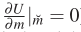 ∂U/∂m|m̆ = 0